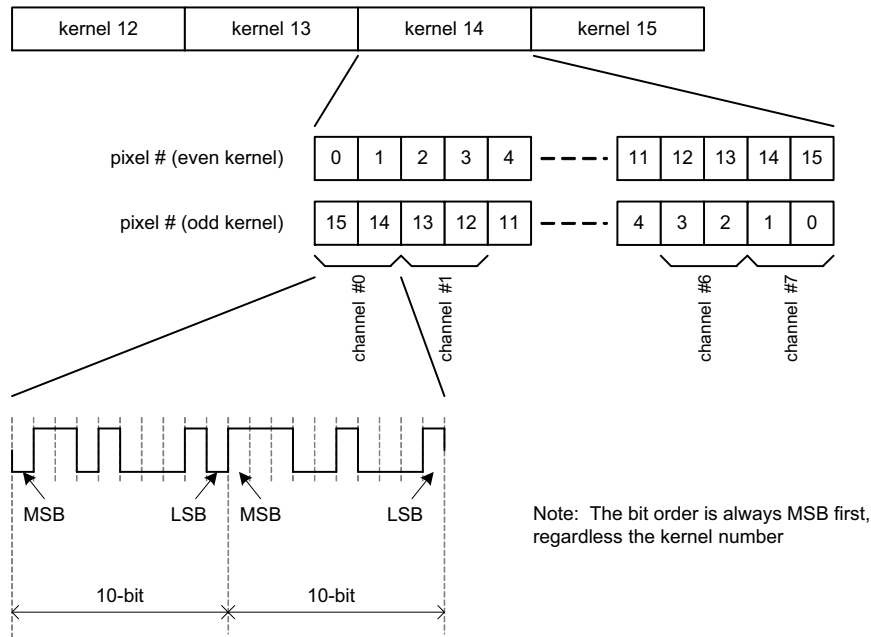 kernel 12 kernel 13 kernel 14 kernel 15
pixel # (even kernel) 0 1 2 3 4 11 12 13 14 15
pixel # (odd kernel) 15 14 13 12 11 4 3 2 1 0
channel #0
channel #1
channel #6
channel #7
MSB LSB MSB LSB
Note: The bit order is always MSB first,
regardless the kernel number
10-bit 10-bit